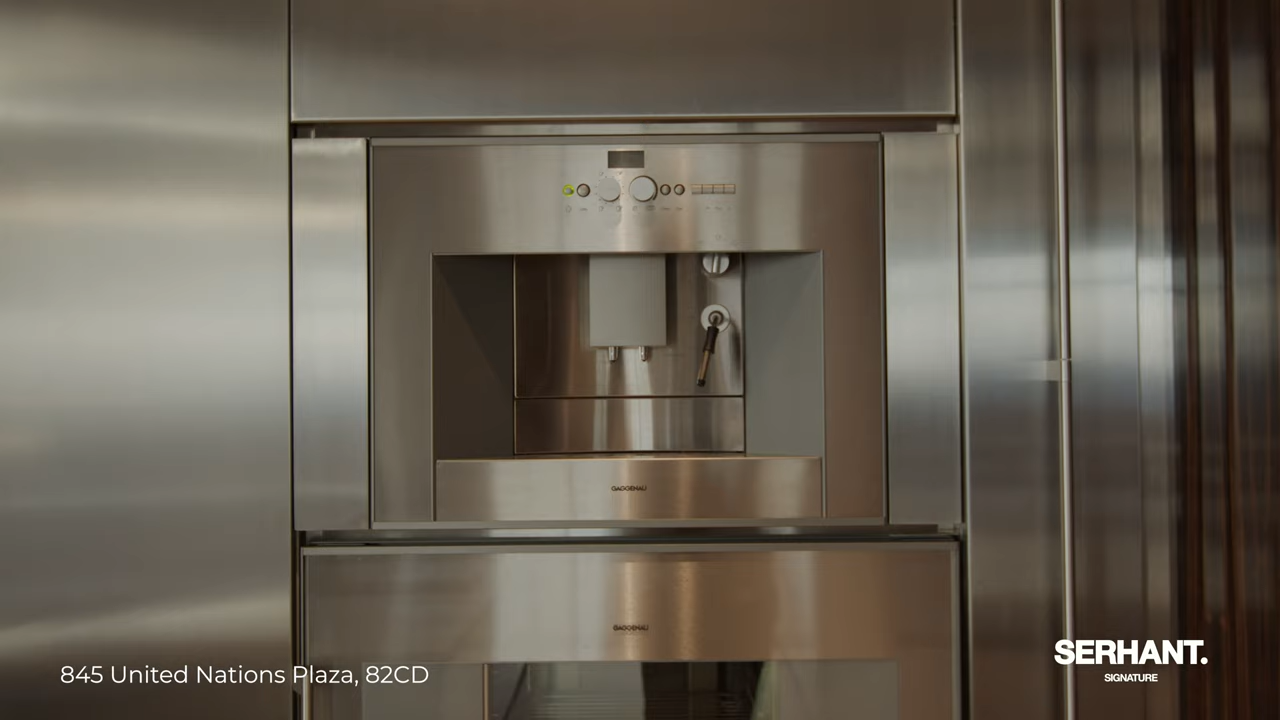 GAGGENAU
GAGGENAU
845 United Nations Plaza, 82CD
SERHANT.
SIGNATURE